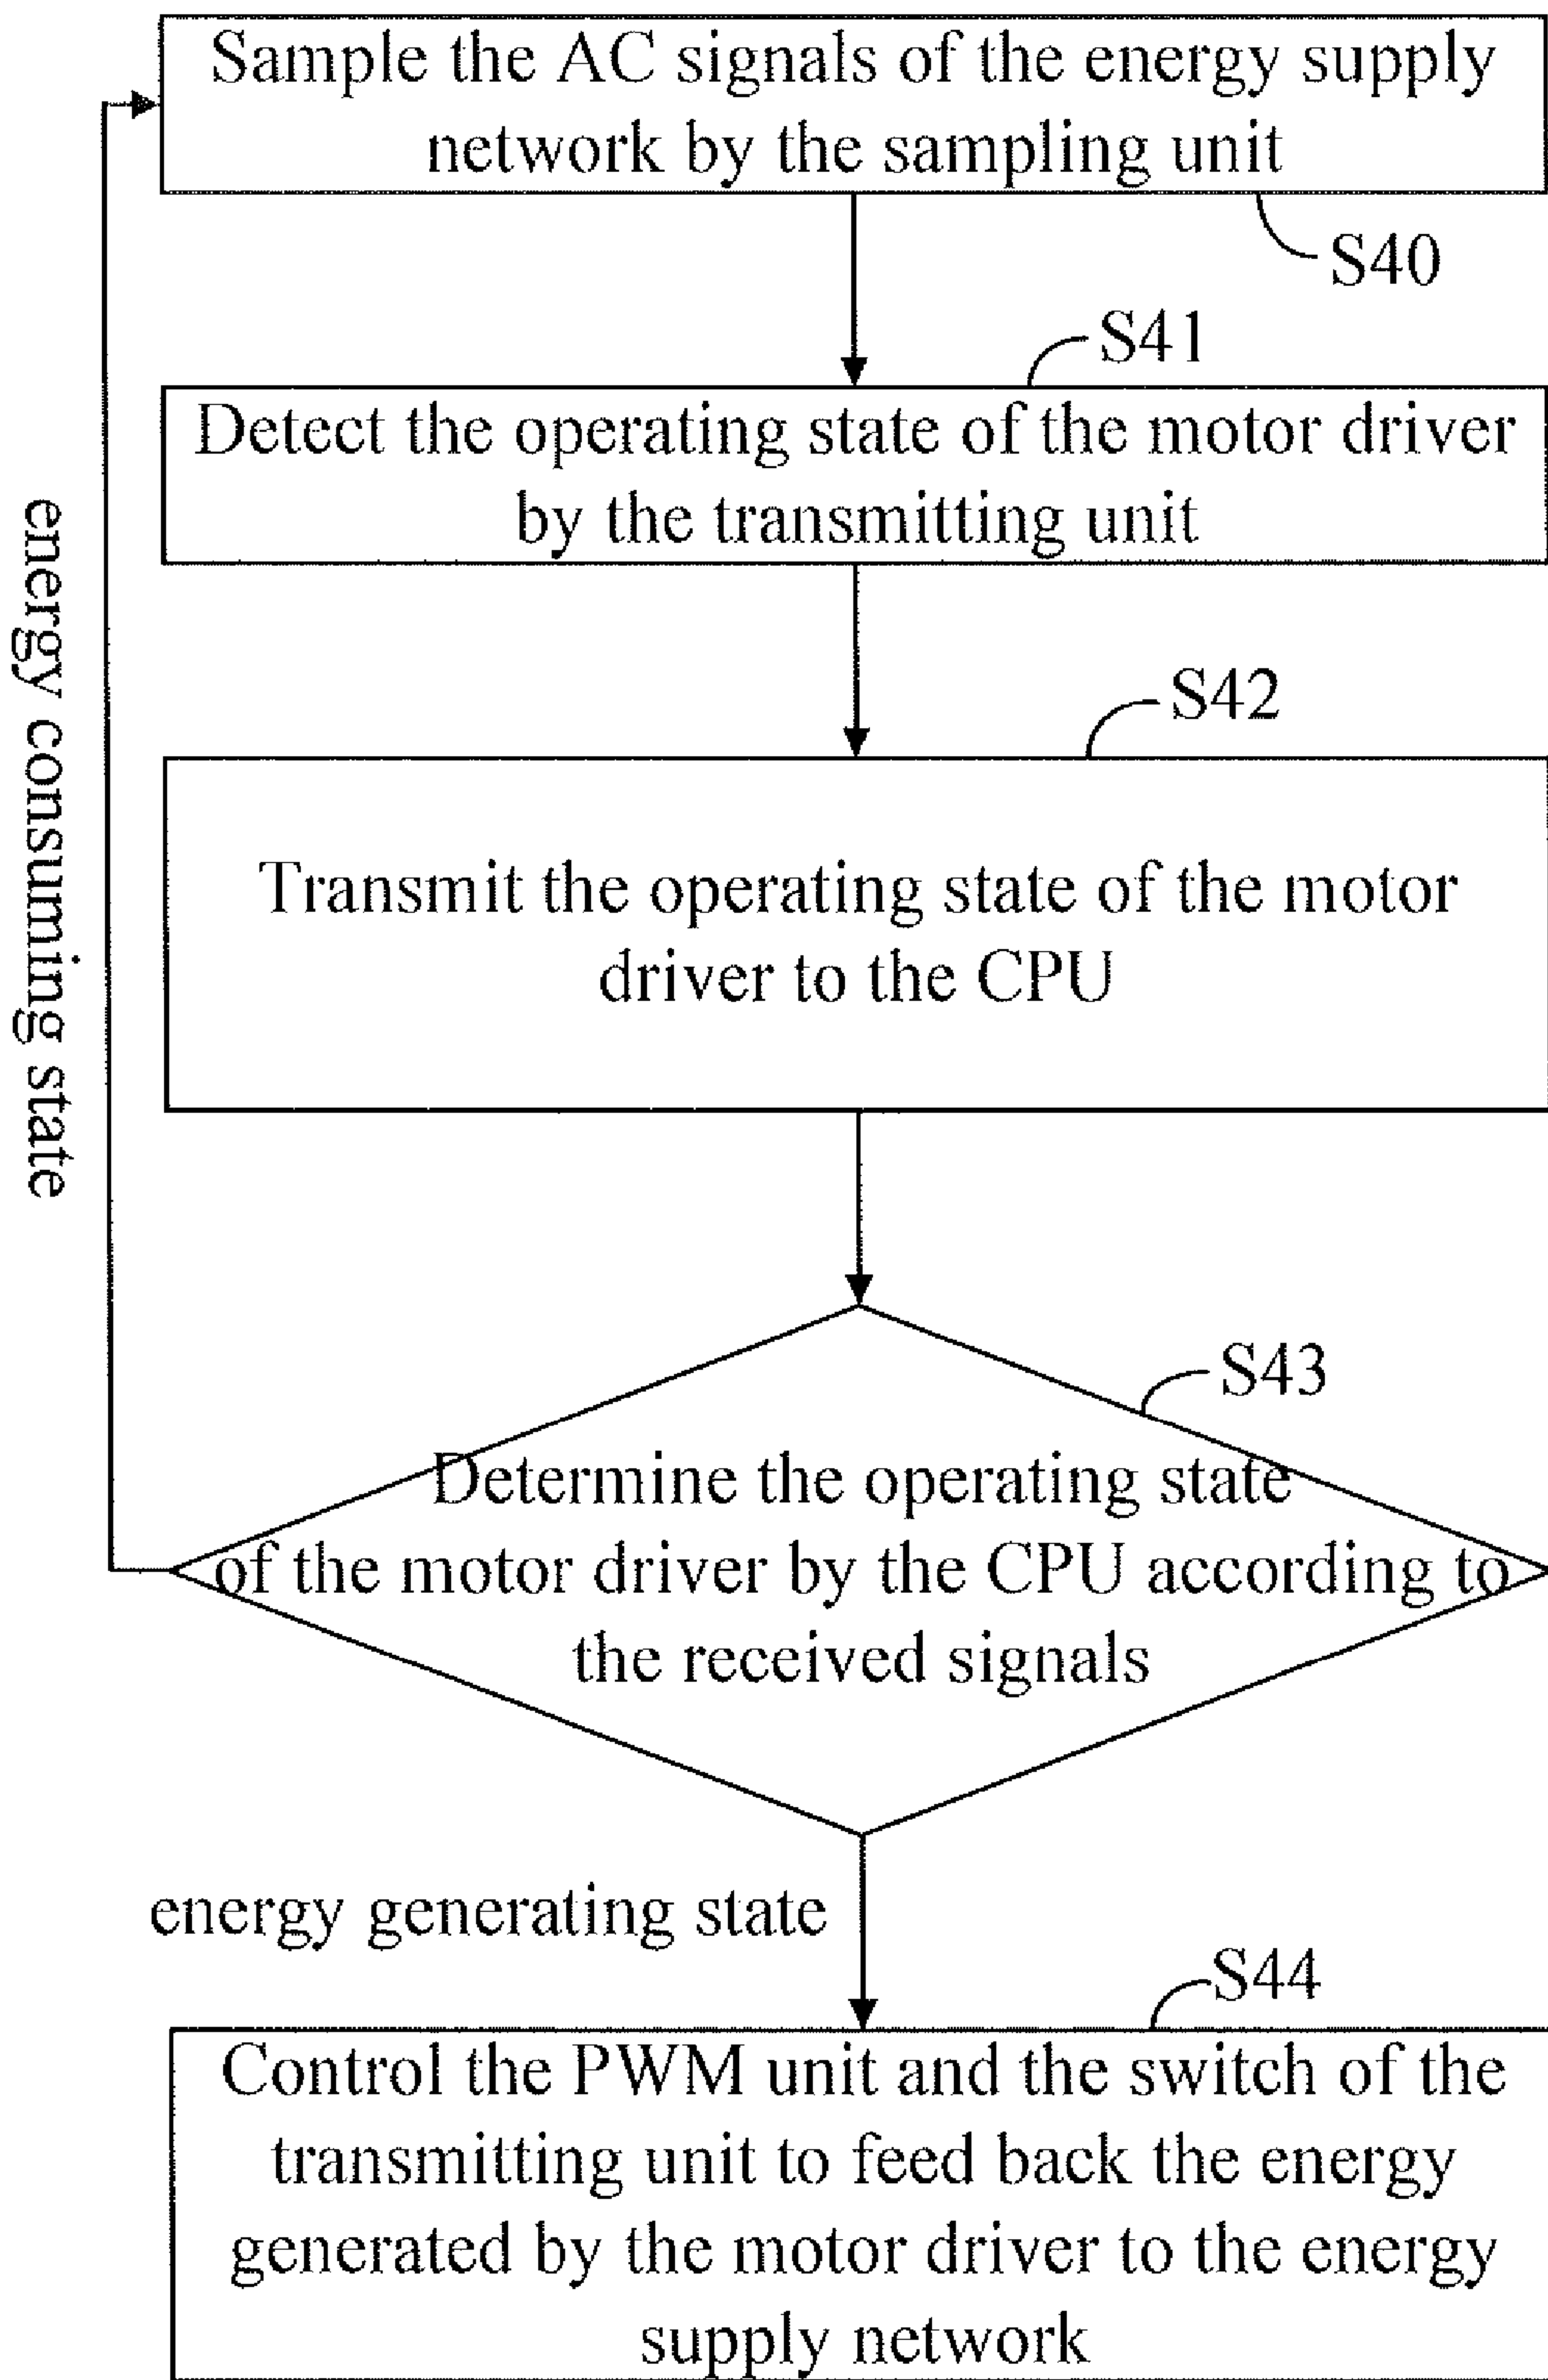 Sample the AC signals of the energy supply
network by the sampling unit
S40
S41
Detect the operating state of the motor driver
by the transmitting unit
S42
Transmit the operating state of the motor
driver to the CPU
energy consuming state
S43
Determine the operating state
of the motor driver by the CPU according to
the received signals
energy generating state
S44
Control the PWM unit and the switch of the
transmitting unit to feed back the energy
generated by the motor driver to the energy
supply network